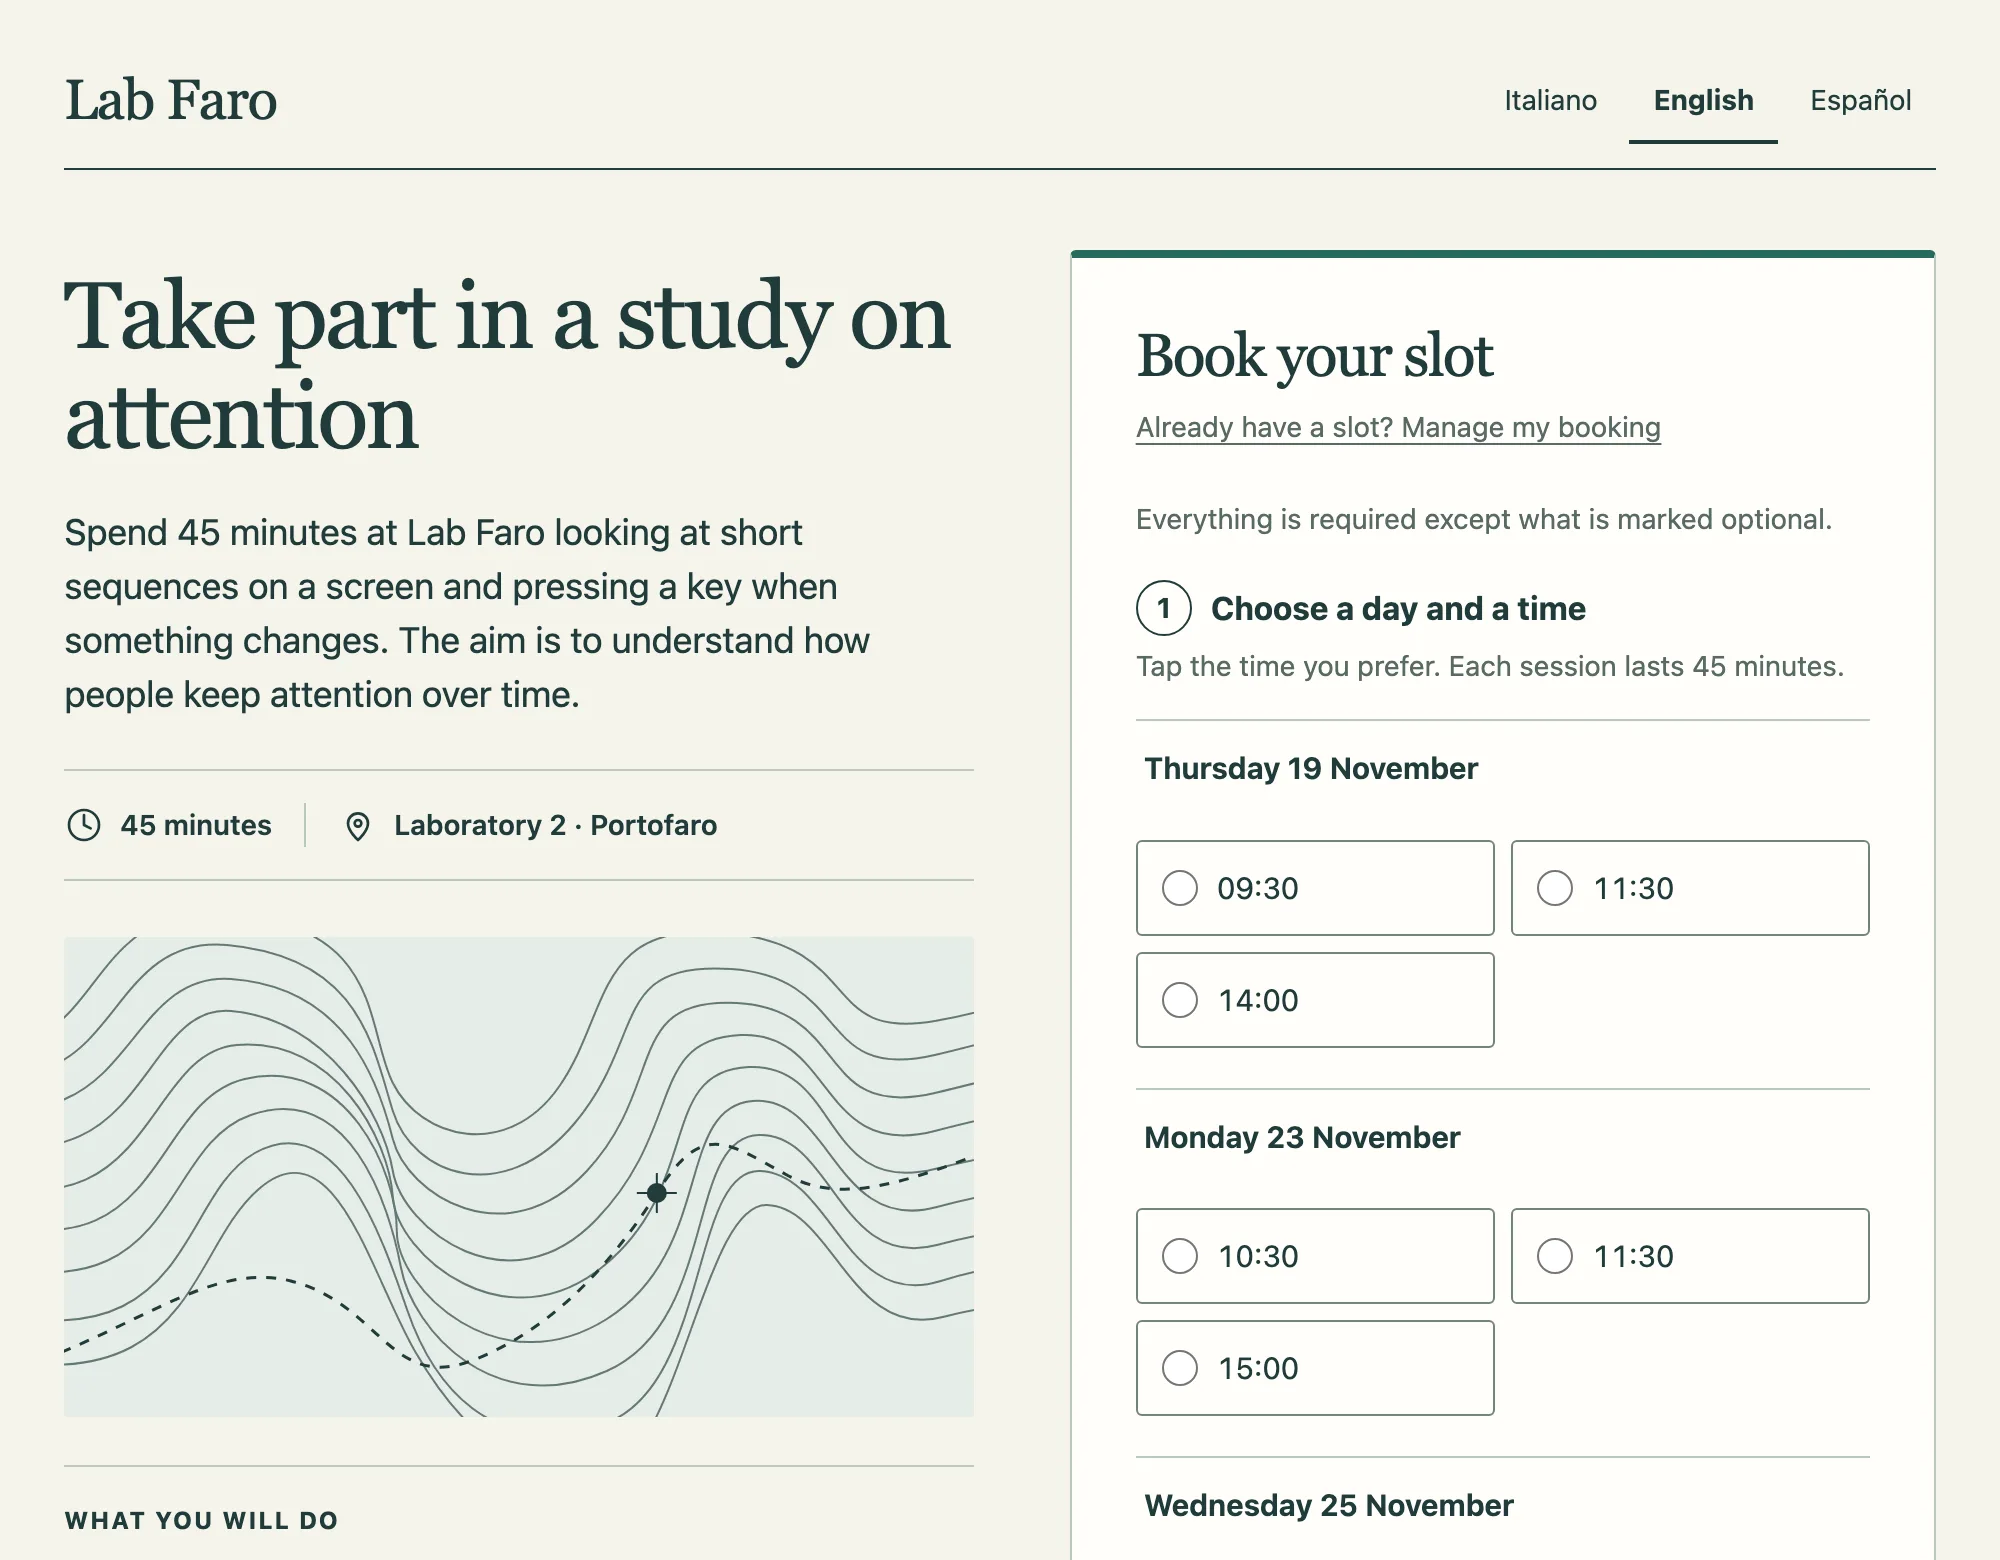 Lab Faro
Italiano
English
Español
Take part in a study on
attention
Spend 45 minutes at Lab Faro looking at short
sequences on a screen and pressing a key when
something changes. The aim is to understand how
people keep attention over time.
45 minutes
Laboratory 2 · Portofaro
WHAT YOU WILL DO
Book your slot
Already have a slot? Manage my booking
Everything is required except what is marked optional.
1 Choose a day and a time
Tap the time you prefer. Each session lasts 45 minutes.
Thursday 19 November
09:30
11:30
14:00
Monday 23 November
10:30
11:30
15:00
Wednesday 25 November